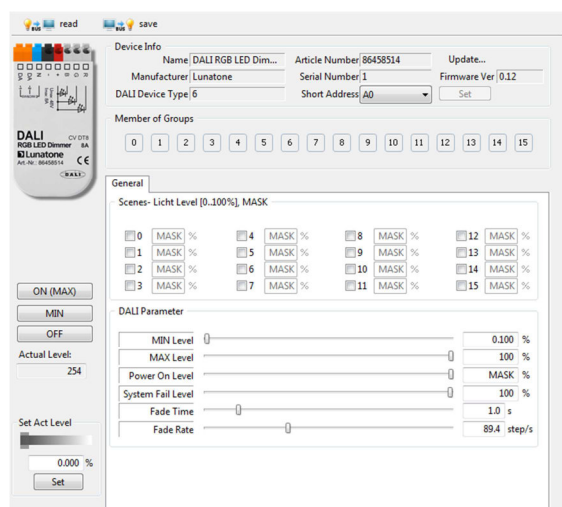 read save
Device Info
Name DALI RGB LED Dim... Article Number 86458514 Update...
Manufacturer Lunatone Serial Number 1 Firmware Ver 0.12
DALI Device Type 6 Short Address A0 Set
Member of Groups
0 1 2 3 4 5 6 7 8 9 10 11 12 13 14 15
DALI CV DT8
RGB LED Dimmer 8A
Lunatone
Art.-Nr.: 86458514 CE
DALI
General
Scenes- Licht Level [0..100%], MASK
0 MASK % 4 MASK % 8 MASK % 12 MASK %
1 MASK % 5 MASK % 9 MASK % 13 MASK %
2 MASK % 6 MASK % 10 MASK % 14 MASK %
3 MASK % 7 MASK % 11 MASK % 15 MASK %
ON (MAX)
MIN
OFF
Actual Level:
254
DALI Parameter
MIN Level 0.100 %
MAX Level 100 %
Power On Level MASK %
System Fail Level 100 %
Fade Time 1.0 s
Fade Rate 89.4 step/s
Set Act Level
0.000 %
Set